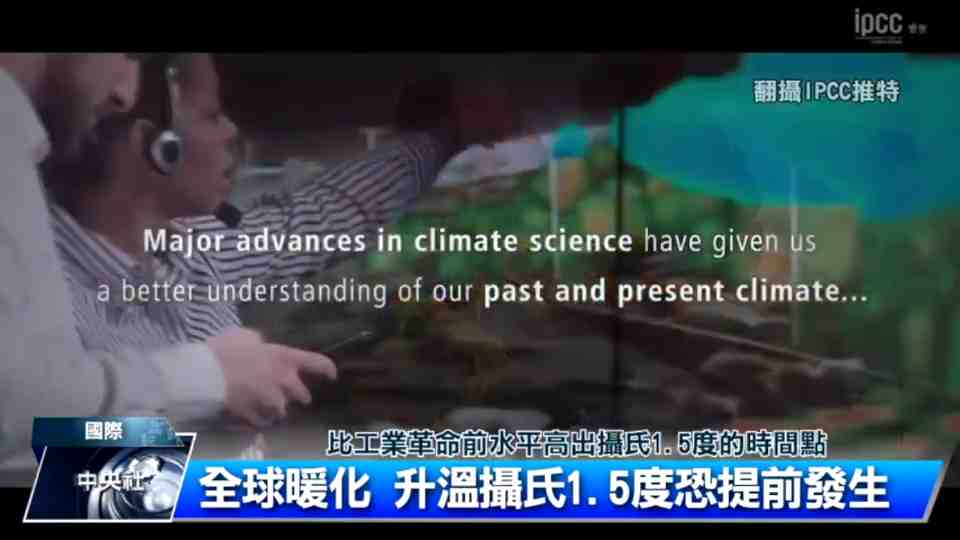 ipcc
翻攝IPCC推特
Major advances in climate science have given us
a better understanding of our past and present climate...
國際
比工業革命前水平高出攝氏1.5度的時間點
中央社
全球暖化 升溫攝氏1.5度恐提前發生